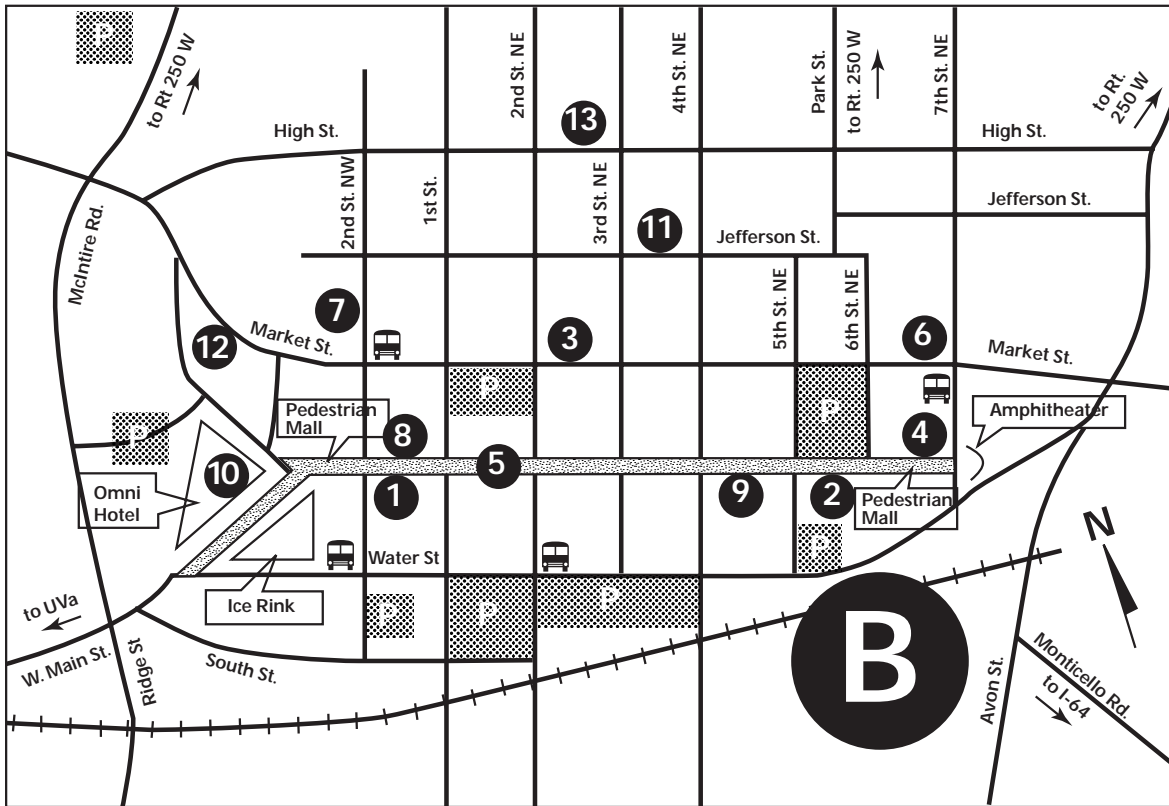 P
to Rt 250 W
2nd St. NE
4th St. NE
Park St.
to Rt. 250 W
7th St. NE
to Rt.
250 W
13
High St.
High St.
McIntire Rd.
2nd St. NW
1st St.
3rd St. NE
11
Jefferson St.
Jefferson St.
7
12
Market St.
3
5th St. NE
6th St. NE
6
Market St.
P
P
Pedestrian
Mall
8
5
4
Amphitheater
P
10
Omni
Hotel
1
9
2
Pedestrian
Mall
P
Water St
N
Ice Rink
P
P
P
B
to UVa
W. Main St.
Ridge St
South St.
Avon St.
Monticello Rd.
to I-64